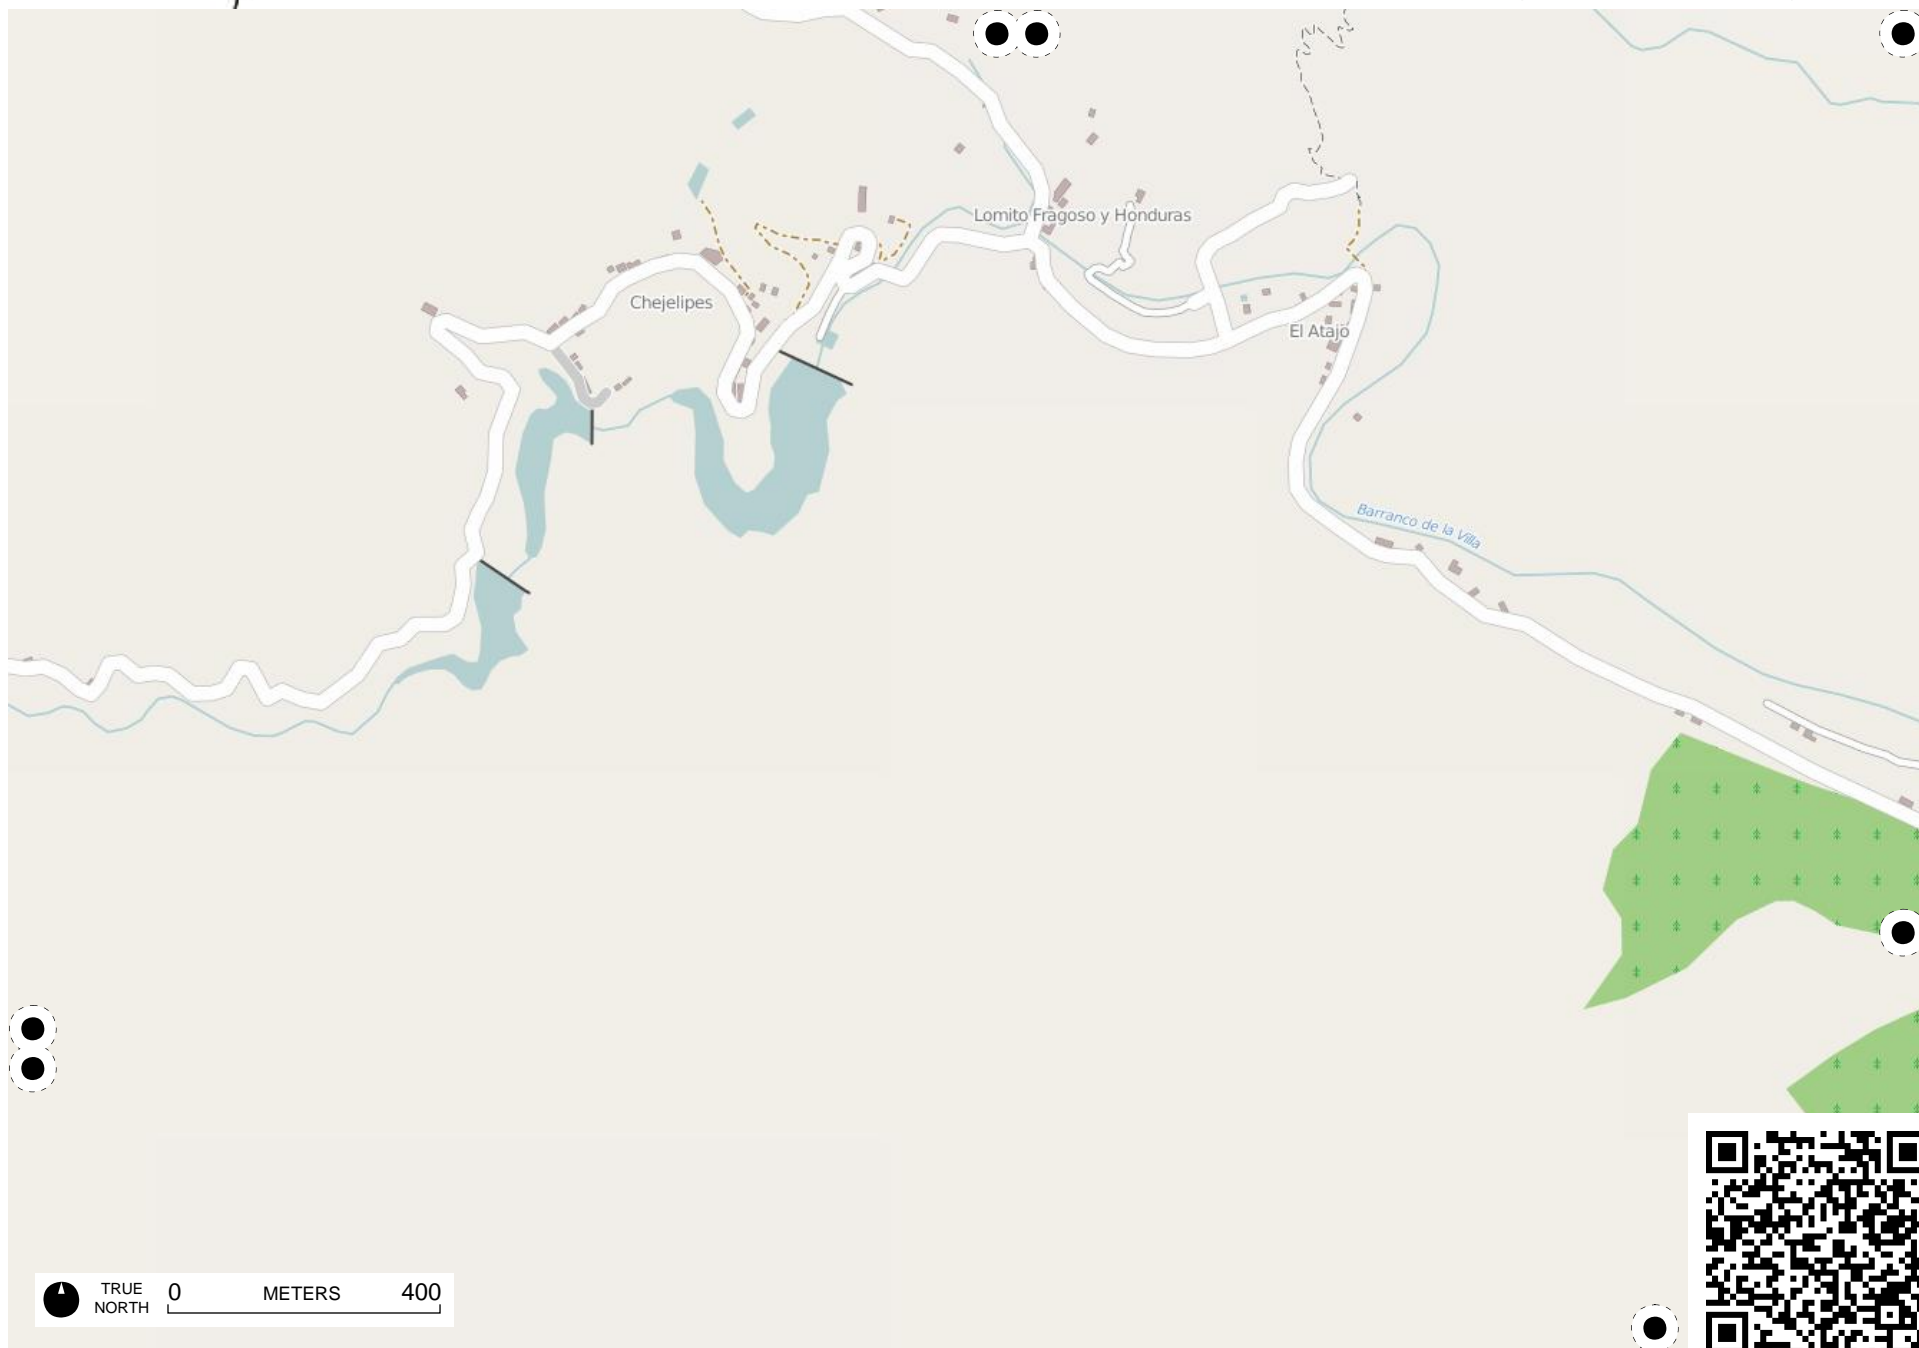 Lomito Fragoso y Honduras
Chejelipes
El Atajo
Barranco de la Villa
TRUE
NORTH
0 METERS 400